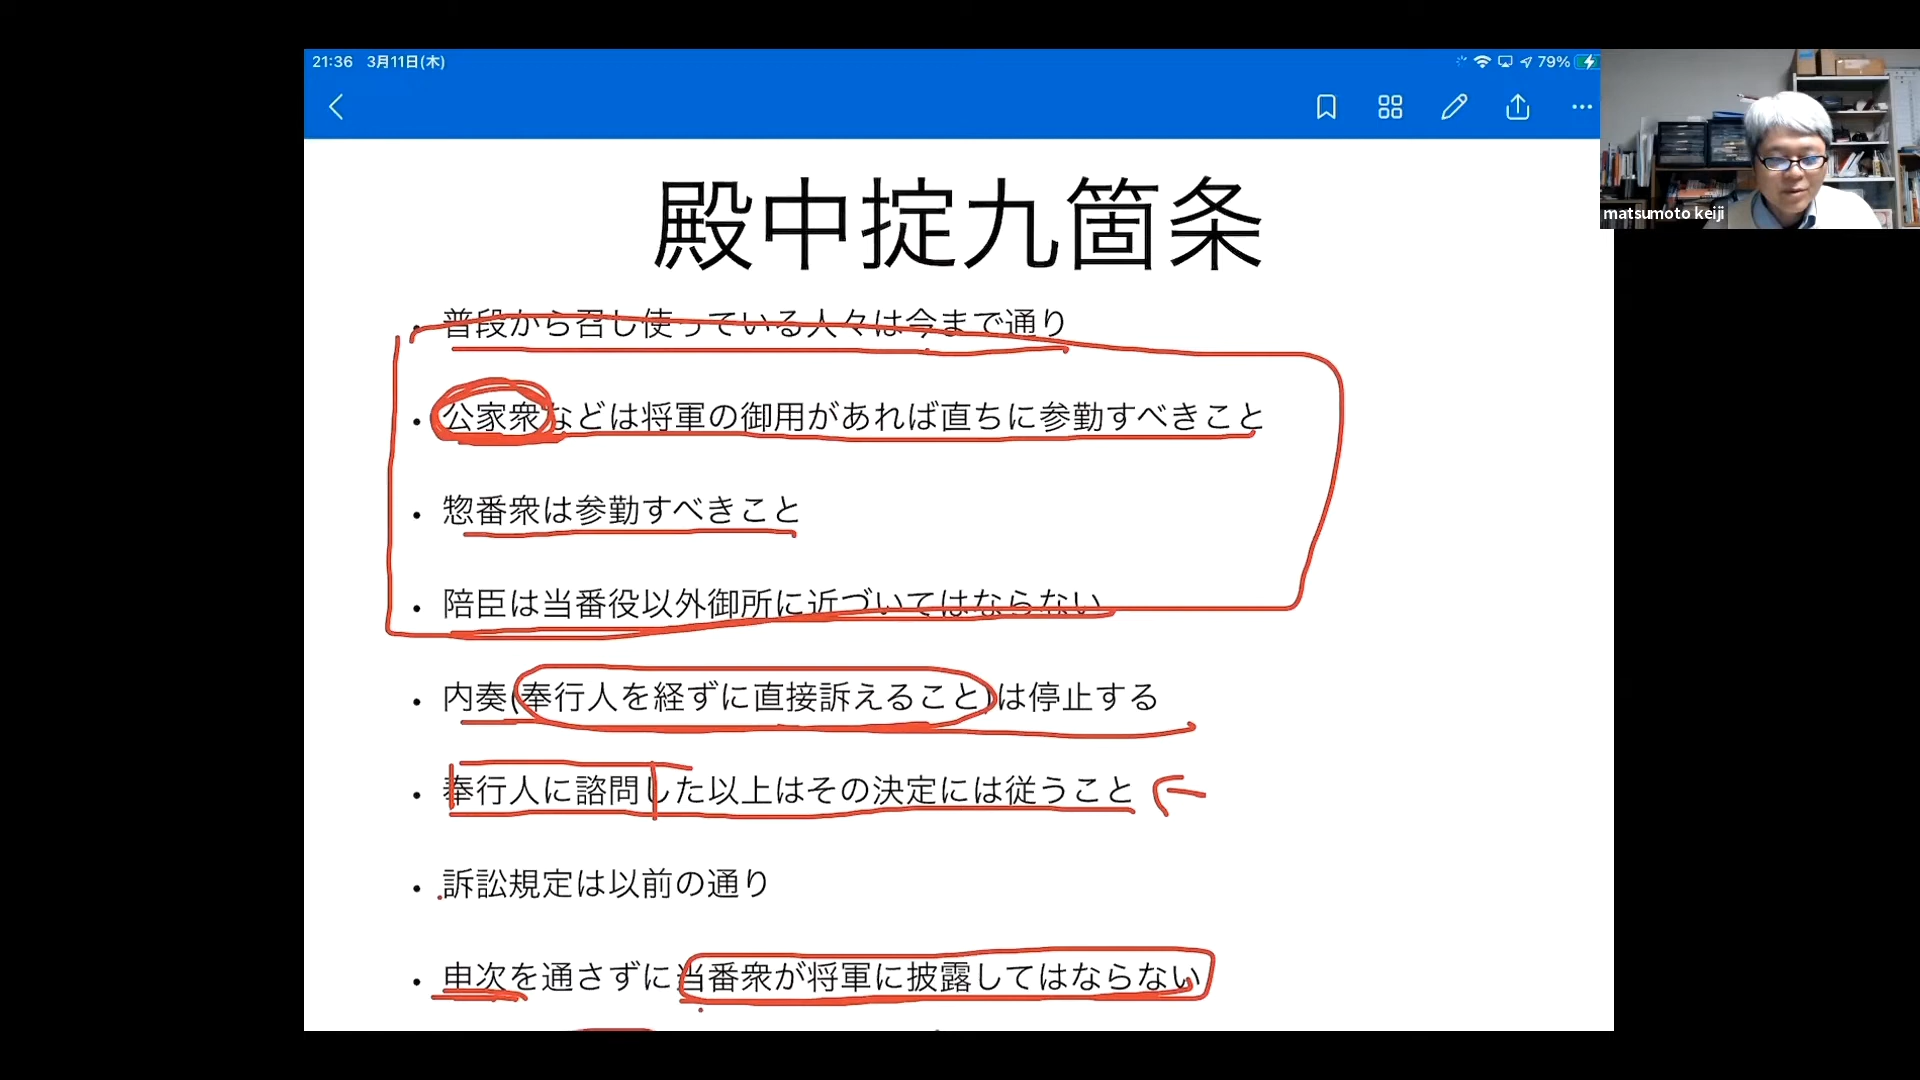 21:36 3月11日(木)
79%
matsumoto keiji
殿中掟九箇条
• 普段から召し使っている人々は今まで通り
• 公家衆などは将軍の御用があれば直ちに参勤すべきこと
• 惣番衆は参勤すべきこと
• 陪臣は当番役以外御所に近づいてはならない
• 内奏(奉行人を経ずに直接訴えること)は停止する
• 奉行人に諮問した以上はその決定には従うこと
• 訴訟規定は以前の通り
• 申次を通さずに当番衆が将軍に披露してはならない